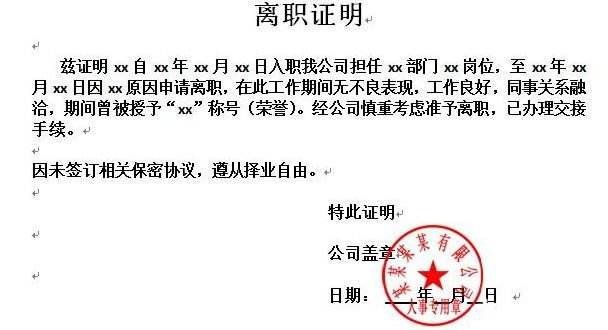 离职证明
兹证明 xx 自 xx 年 xx 月 xx 日入职我公司担任 xx 部门 xx 岗位，至 xx 年 xx
月 xx 日因 xx 原因申请离职，在此工作期间无不良表现，工作良好，同事关系融
洽，期间曾被授予“xx”称号（荣誉）。经公司慎重考虑准予离职，已办理交接
手续。
因未签订相关保密协议，遵从择业自由。
特此证明
公司盖章
某某某某有限公司
人事专用章
日期： ____年__月__日